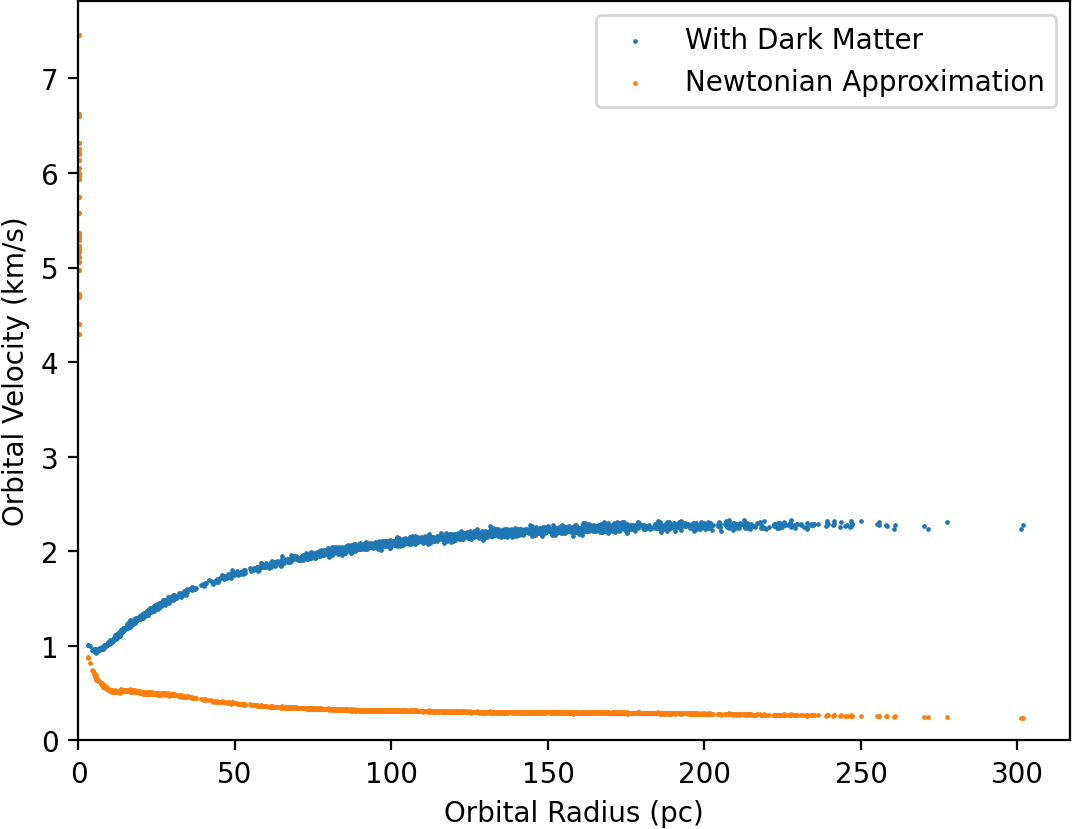 With Dark Matter
Newtonian Approximation
Orbital Velocity (km/s)
7
6
5
4
3
2
1
0
0 50 100 150 200 250 300
Orbital Radius (pc)